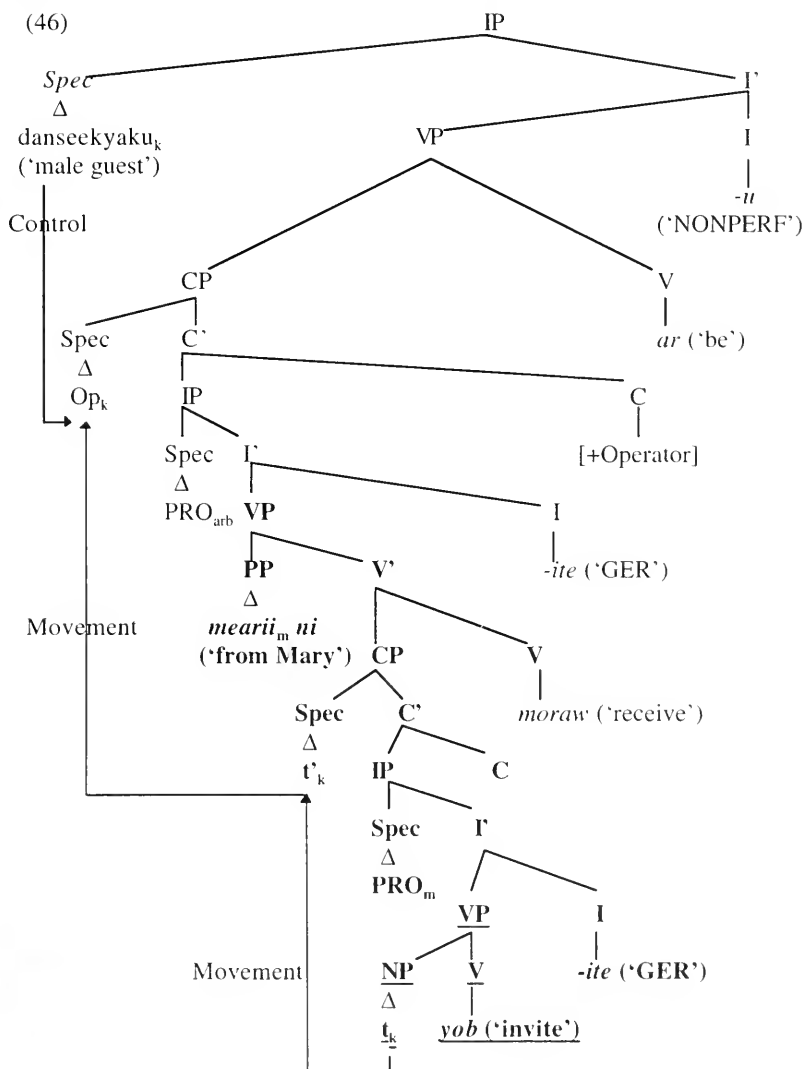 (46)
IP
Spec I'
Δ
danseekyaku_k VP I
('male guest')
-u
Control ('NONPERF')
CP V
Spec C' ar ('be')
Δ
Op_k IP C
Spec I' [+Operator]
Δ
PRO_arb VP I
PP V' -ite ('GER')
Δ
Movement mearii_m ni
('from Mary') CP V
Spec C' moraw ('receive')
Δ
t'_k IP C
Spec I'
Δ
PRO_m
VP I
Movement NP V -ite ('GER')
Δ
t_k yob ('invite')